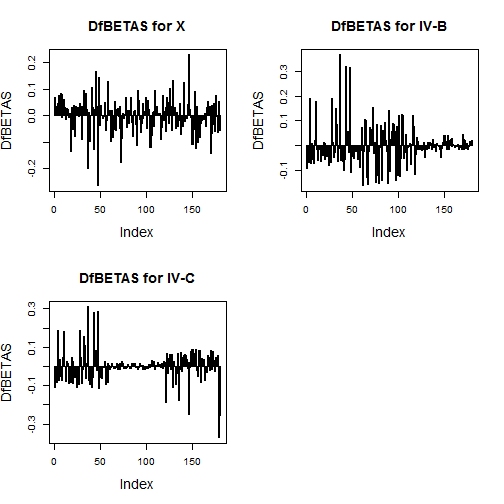 DfBETAS for X
DfBETAS
0.2
0.1
0.0
-0.2
0
50
100
150
Index
DfBETAS for IV-B
DfBETAS
0.3
0.1
-0.1
0
50
100
150
Index
DfBETAS for IV-C
DfBETAS
0.3
0.1
-0.1
-0.3
0
50
100
150
Index